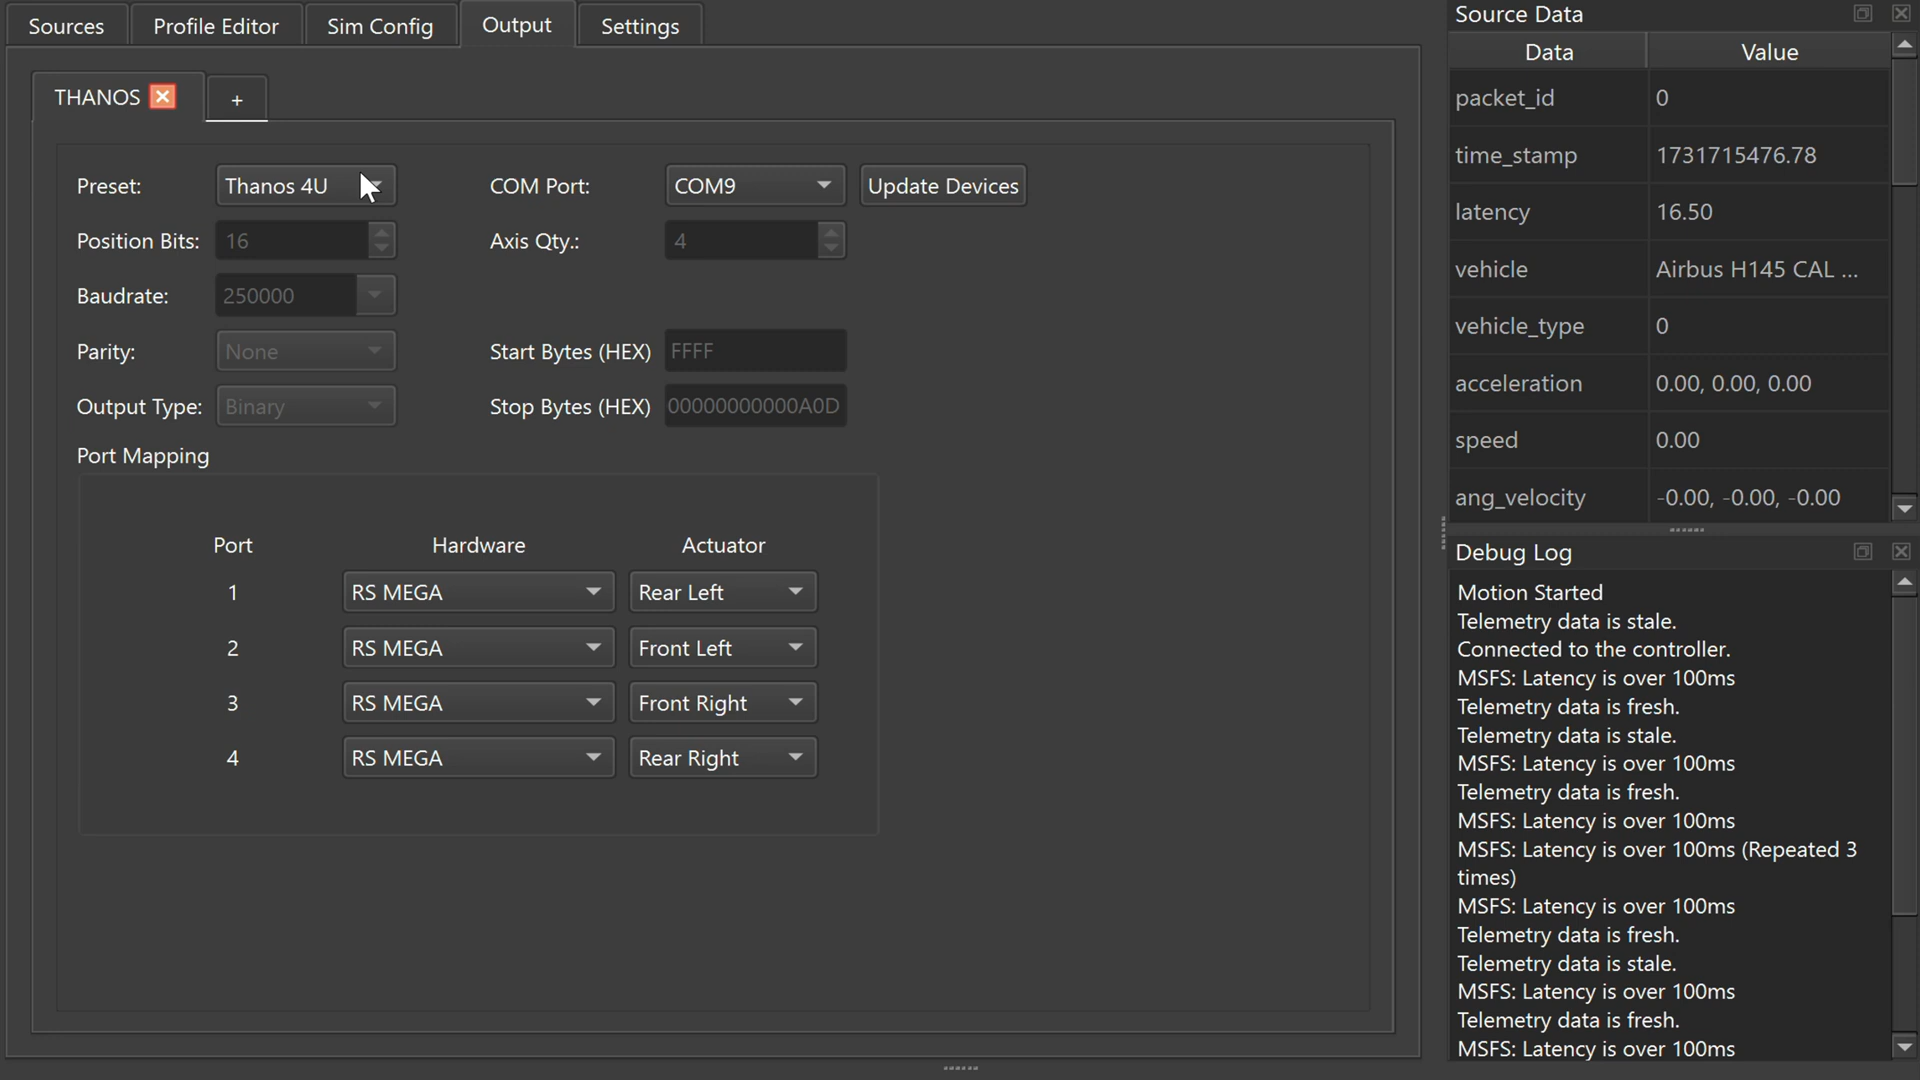 Sources
Profile Editor
Sim Config
Output
Settings
THANOS
+
Preset:
Thanos 4U
COM Port:
COM9
Update Devices
Position Bits:
16
Axis Qty.:
4
Baudrate:
250000
Parity:
None
Start Bytes (HEX)
FFFF
Output Type:
Binary
Stop Bytes (HEX)
00000000000A0D
Port Mapping
Port
Hardware
Actuator
1
RS MEGA
Rear Left
2
RS MEGA
Front Left
3
RS MEGA
Front Right
4
RS MEGA
Rear Right
Source Data
Data
Value
packet_id
0
time_stamp
1731715476.78
latency
16.50
vehicle
Airbus H145 CAL ...
vehicle_type
0
acceleration
0.00, 0.00, 0.00
speed
0.00
ang_velocity
-0.00, -0.00, -0.00
Debug Log
Motion Started
Telemetry data is stale.
Connected to the controller.
MSFS: Latency is over 100ms
Telemetry data is fresh.
Telemetry data is stale.
MSFS: Latency is over 100ms
Telemetry data is fresh.
MSFS: Latency is over 100ms
MSFS: Latency is over 100ms (Repeated 3
times)
MSFS: Latency is over 100ms
Telemetry data is fresh.
Telemetry data is stale.
MSFS: Latency is over 100ms
Telemetry data is fresh.
MSFS: Latency is over 100ms